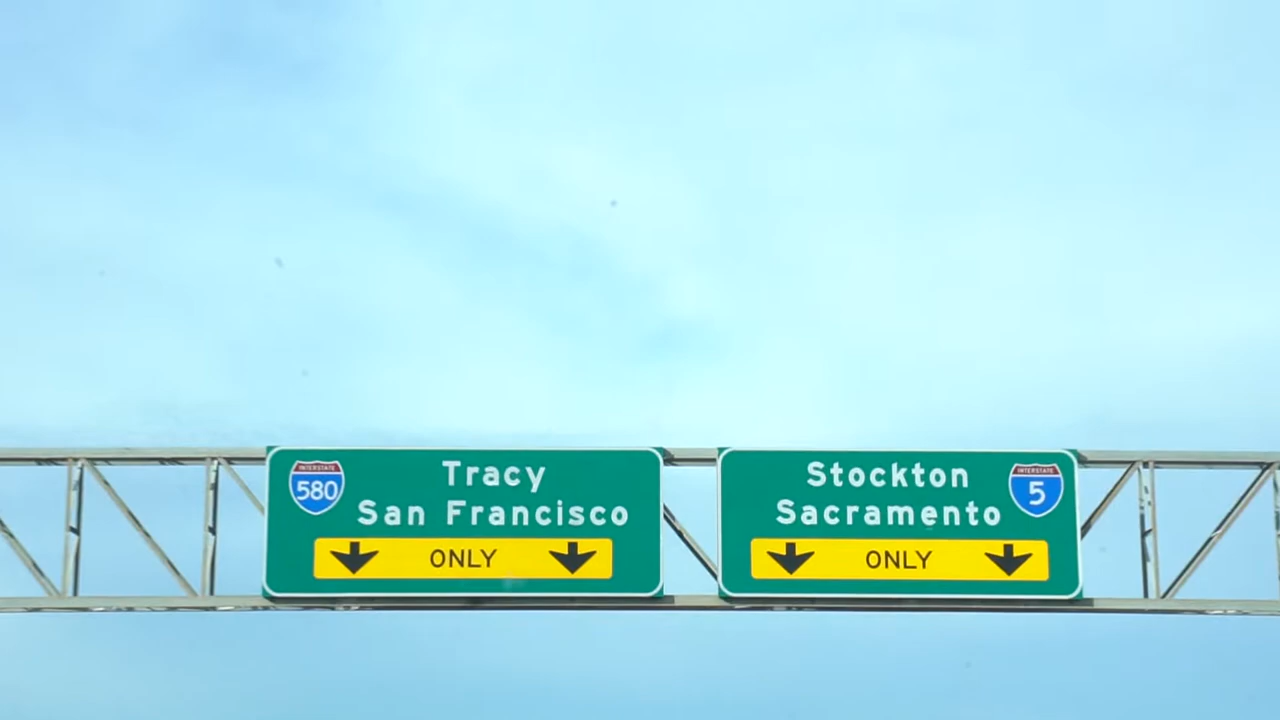 INTERSTATE
580
Tracy
San Francisco
ONLY
Stockton
Sacramento
INTERSTATE
5
ONLY